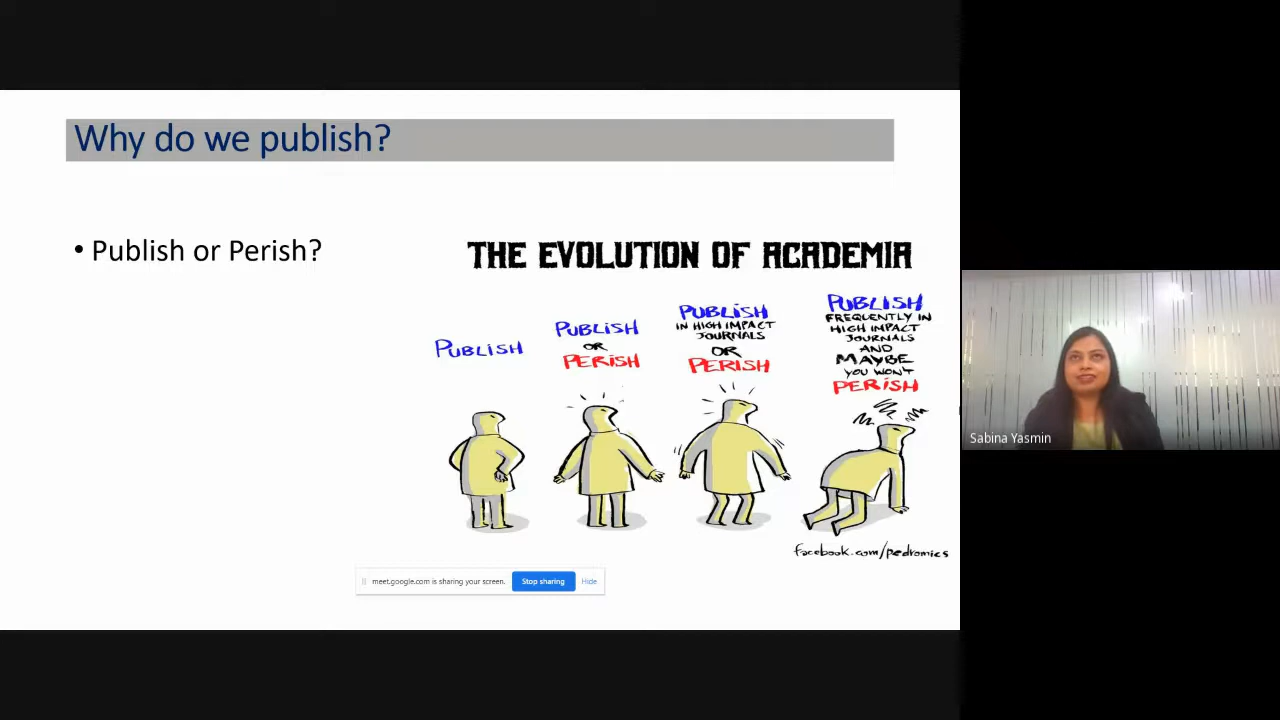 Why do we publish?
• Publish or Perish?
THE EVOLUTION OF ACADEMIA
PUBLISH
PUBLISH
OR
PERISH
PUBLISH
IN HIGH IMPACT
JOURNALS
OR
PERISH
PUBLISH
FREQUENTLY IN
HIGH IMPACT
JOURNALS
AND
MAYBE
YOU WON'T
PERISH
facebook.com/pedromics
meet.google.com is sharing your screen. Stop sharing Hide
Sabina Yasmin